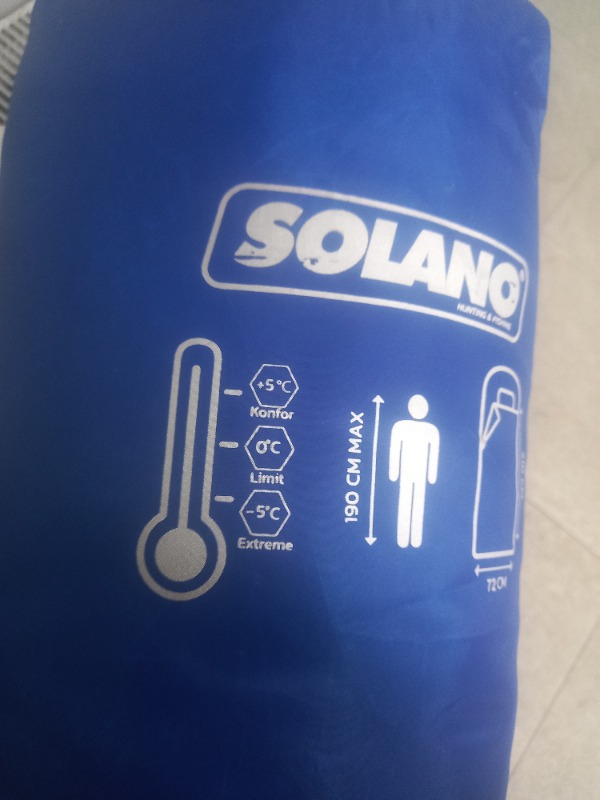 SOLANO
HUNTING & FISHING
+5°C
Konfor
0°C
Limit
-5°C
Extreme
190 CM MAX
72 CM